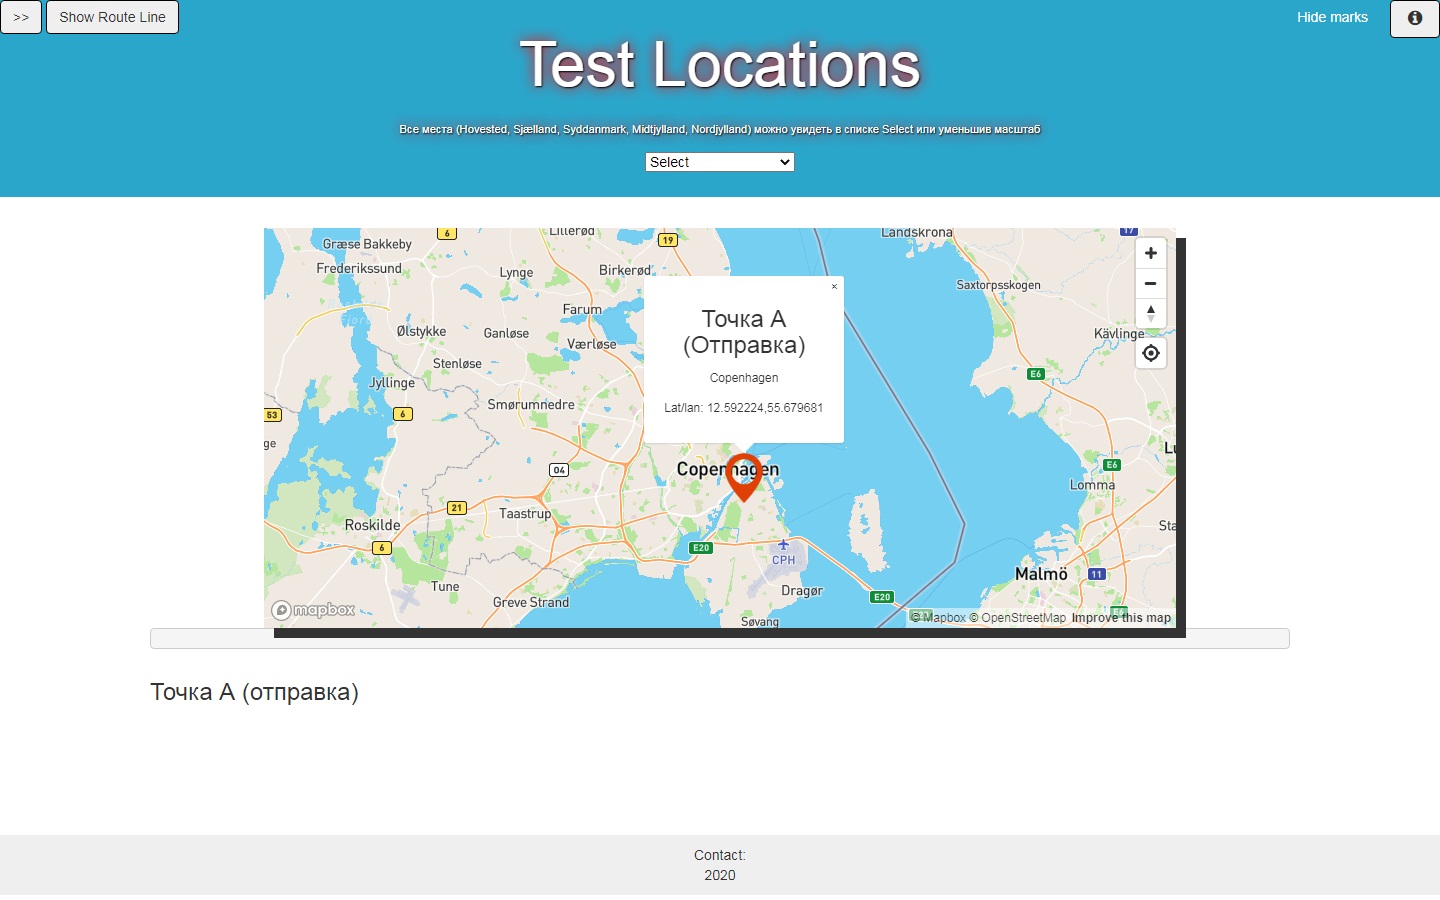 >>
Show Route Line
Hide marks
Test Locations
Все места (Hovested, Sjælland, Syddanmark, Midtjylland, Nordjylland) можно увидеть в списке Select или уменьшив масштаб
Select
Lillerød
Landskrona
6
19
17
Græse Bakkeby
Frederikssund
Lynge
Birkerød
Saxtorpsskogen
Farum
Ølstykke
Ganløse
Værløse
Kävlinge
Stenløse
Jyllinge
E6
Smørumnedre
53
6
ge
×
Точка А
(Отправка)
Copenhagen
Lat/lan: 12.592224,55.679681
Copenhagen
04
E6
Lomma
21
Taastrup
Roskilde
6
E20
CPH
Malmö
11
Tune
Greve Strand
Dragør
E20
E6
Søvang
mapbox
© Mapbox © OpenStreetMap Improve this map
Точка А (отправка)
Contact:
2020